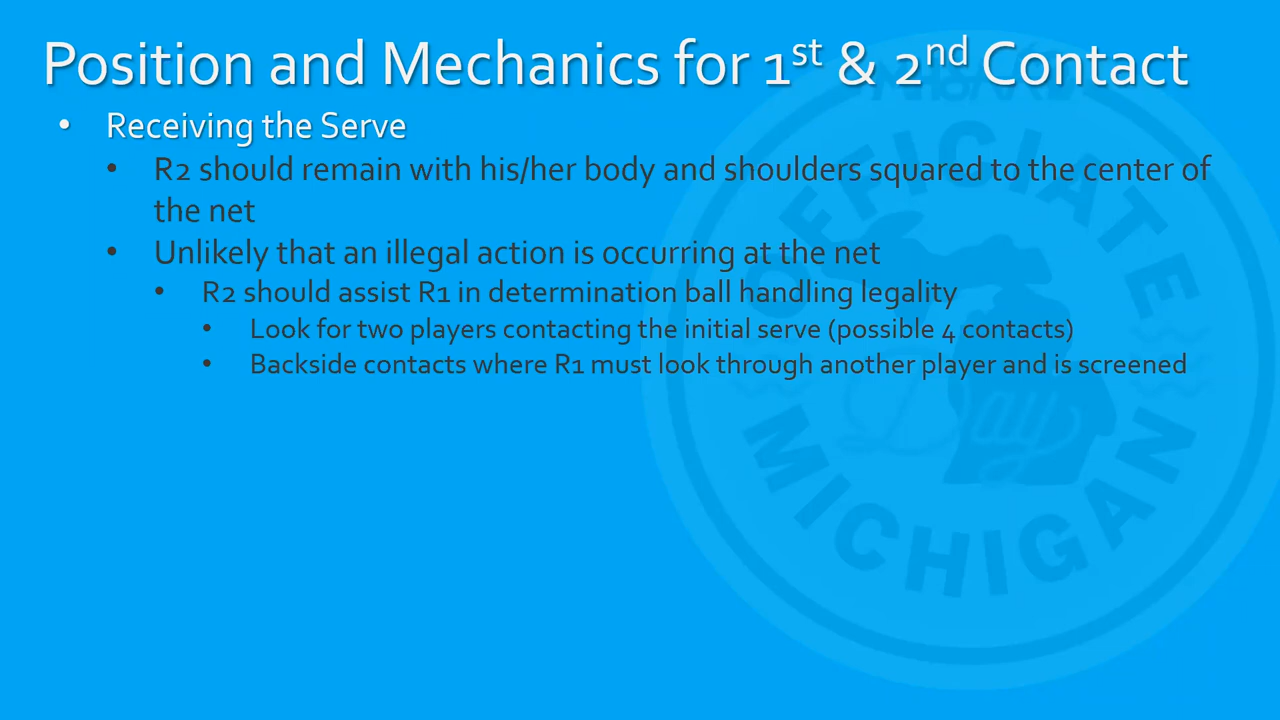 Position and Mechanics for 1st & 2nd Contact
• Receiving the Serve
• R2 should remain with his/her body and shoulders squared to the center of
the net
• Unlikely that an illegal action is occurring at the net
• R2 should assist R1 in determination ball handling legality
• Look for two players contacting the initial serve (possible 4 contacts)
• Backside contacts where R1 must look through another player and is screened
OFFICIATE
Day
MICHIGAN